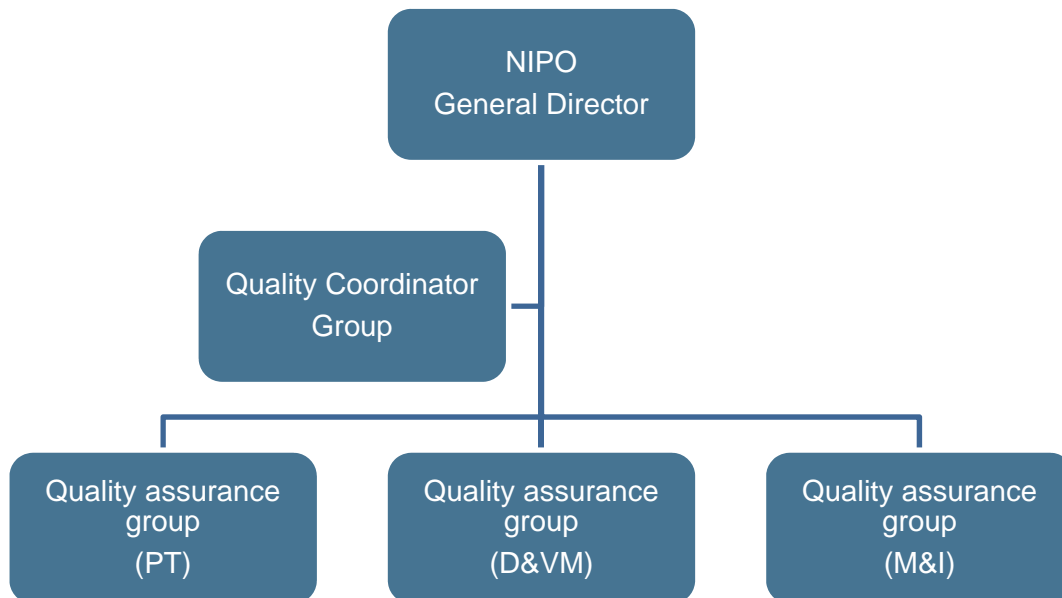 NIPO
General Director
Quality Coordinator
Group
Quality assurance
group
(PT)
Quality assurance
group
(D&VM)
Quality assurance
group
(M&I)